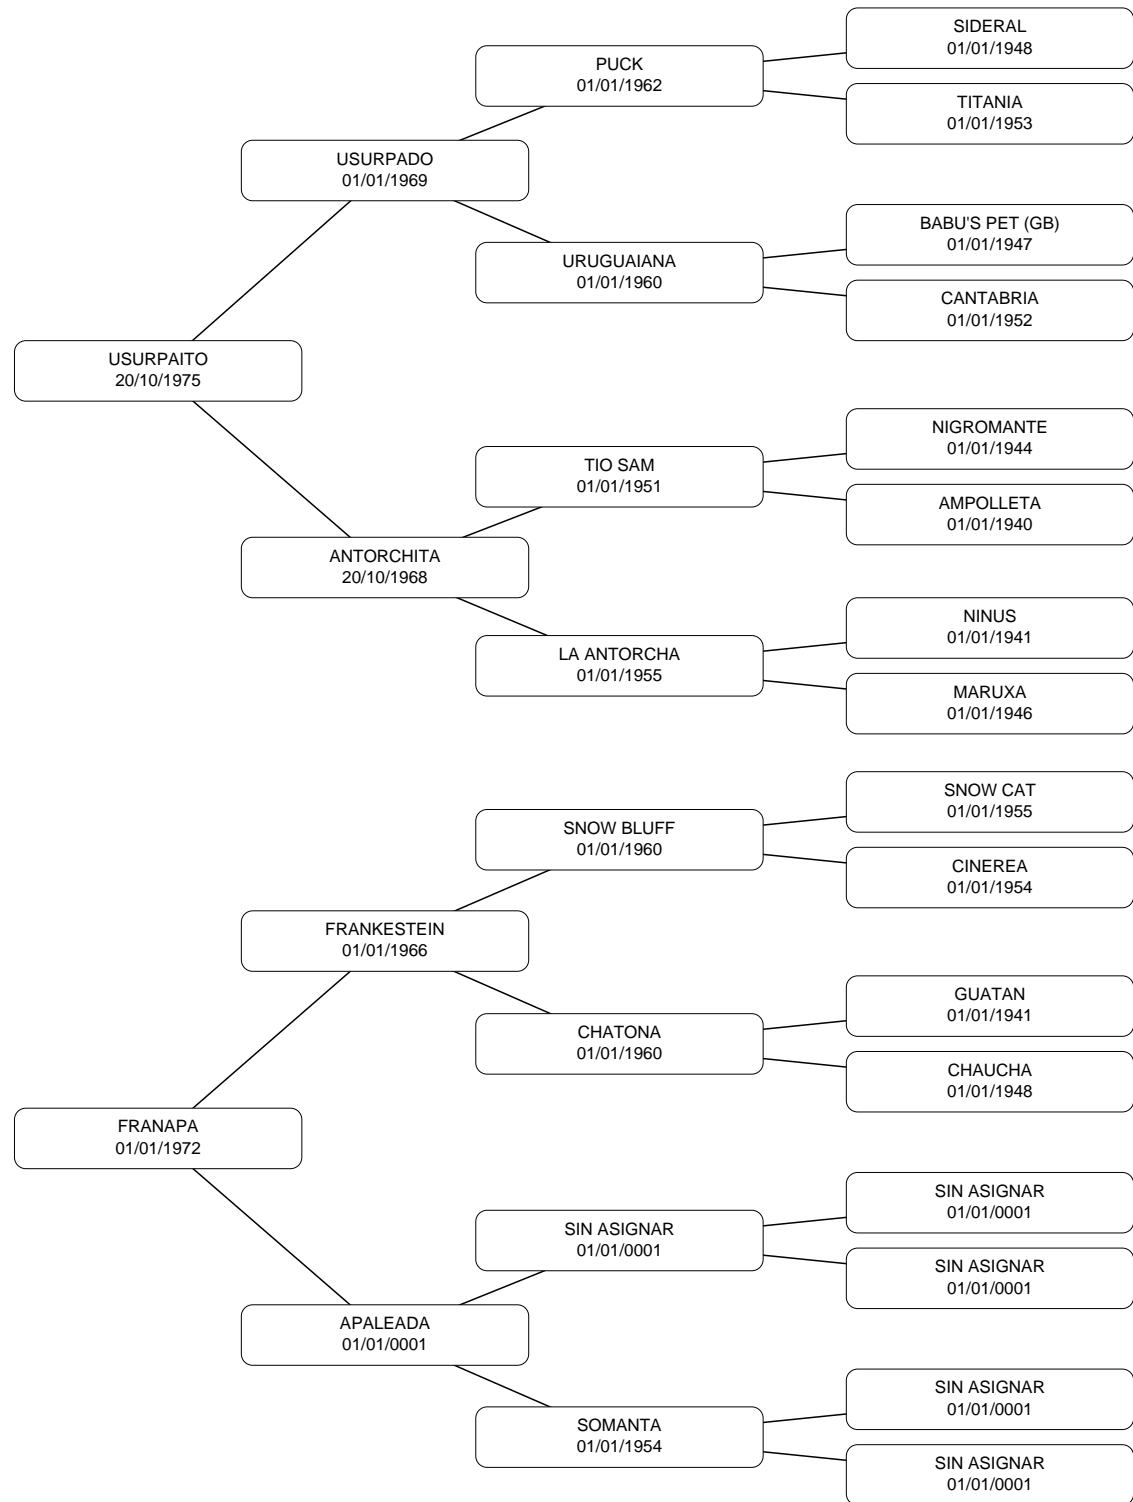 SIDERAL
01/01/1948
PUCK
01/01/1962
TITANIA
01/01/1953
USURPADO
01/01/1969
BABU'S PET (GB)
01/01/1947
URUGUAIANA
01/01/1960
CANTABRIA
01/01/1952
USURPAITO
20/10/1975
NIGROMANTE
01/01/1944
TIO SAM
01/01/1951
AMPOLLETA
01/01/1940
ANTORCHITA
20/10/1968
NINUS
01/01/1941
LA ANTORCHA
01/01/1955
MARUXA
01/01/1946
SNOW CAT
01/01/1955
SNOW BLUFF
01/01/1960
CINEREA
01/01/1954
FRANKESTEIN
01/01/1966
GUATAN
01/01/1941
CHATONA
01/01/1960
CHAUCHA
01/01/1948
FRANAPA
01/01/1972
SIN ASIGNAR
01/01/0001
SIN ASIGNAR
01/01/0001
SIN ASIGNAR
01/01/0001
APALEADA
01/01/0001
SIN ASIGNAR
01/01/0001
SOMANTA
01/01/1954
SIN ASIGNAR
01/01/0001